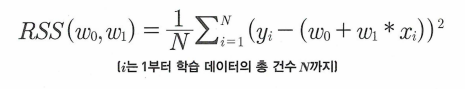 RSS(w₀,w₁) = 1/N ∑ᵢ₌₁ᴺ (yᵢ − (w₀ + w₁ * xᵢ))²
(i는 1부터 학습 데이터의 총 건수 N까지)